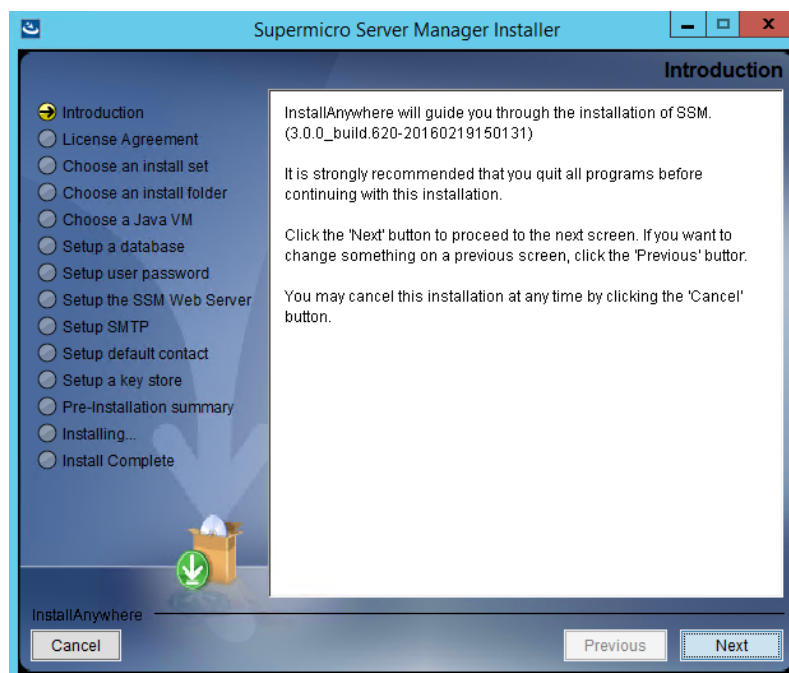 Supermicro Server Manager Installer
Introduction
Introduction
License Agreement
Choose an install set
Choose an install folder
Choose a Java VM
Setup a database
Setup user password
Setup the SSM Web Server
Setup SMTP
Setup default contact
Setup a key store
Pre-Installation summary
Installing...
Install Complete
InstallAnywhere will guide you through the installation of SSM.
(3.0.0_build.620-20160219150131)
It is strongly recommended that you quit all programs before
continuing with this installation.
Click the 'Next' button to proceed to the next screen. If you want to
change something on a previous screen, click the 'Previous' button.
You may cancel this installation at any time by clicking the 'Cancel'
button.
InstallAnywhere
Cancel
Previous
Next